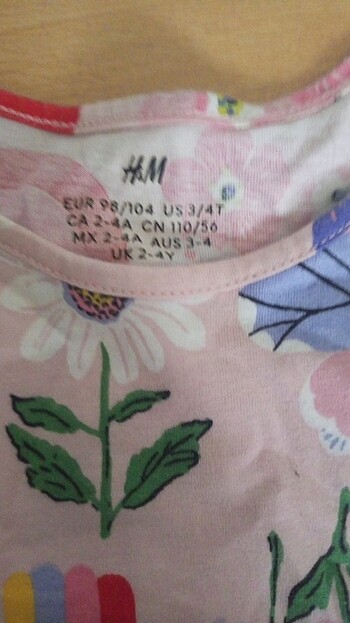 H&M
EUR 98/104 US 3/4T
CA 2-4A CN 110/56
MX 2-4A AUS 3-4
UK 2-4Y